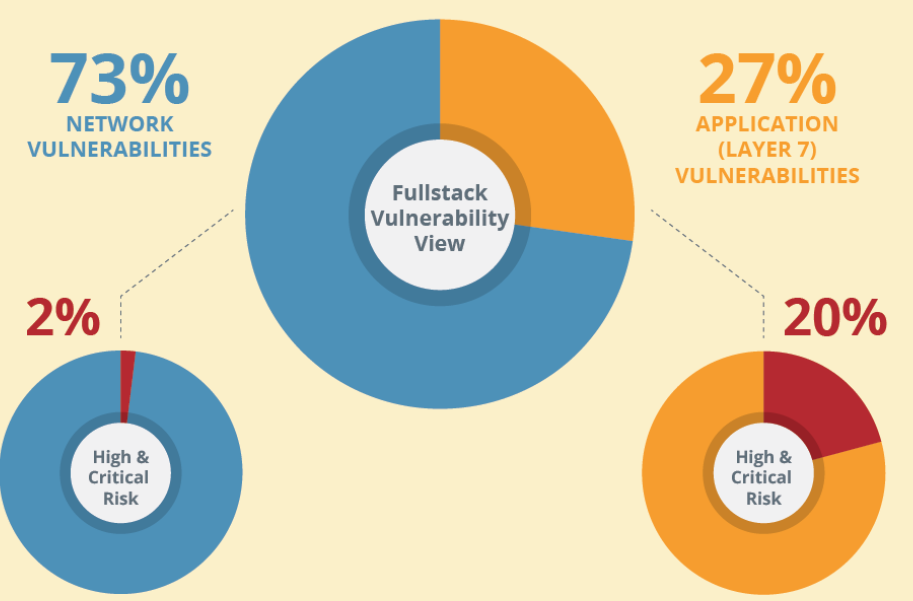 73%
NETWORK
VULNERABILITIES
27%
APPLICATION
(LAYER 7)
VULNERABILITIES
Fullstack
Vulnerability
View
2%
High &
Critical
Risk
20%
High &
Critical
Risk